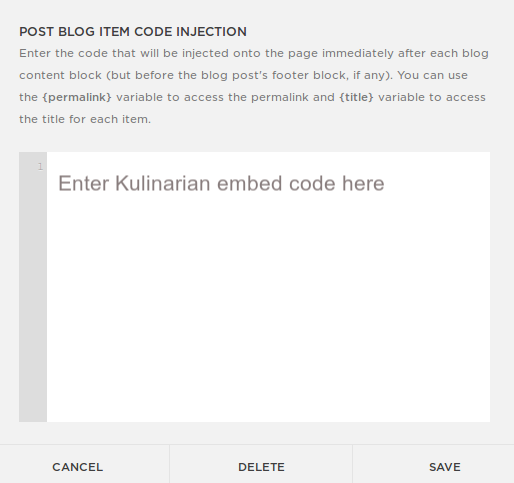 POST BLOG ITEM CODE INJECTION
Enter the code that will be injected onto the page immediately after each blog
content block (but before the blog post's footer block, if any). You can use
the {permalink} variable to access the permalink and {title} variable to access
the title for each item.
1
Enter Kulinarian embed code here
CANCEL
DELETE
SAVE